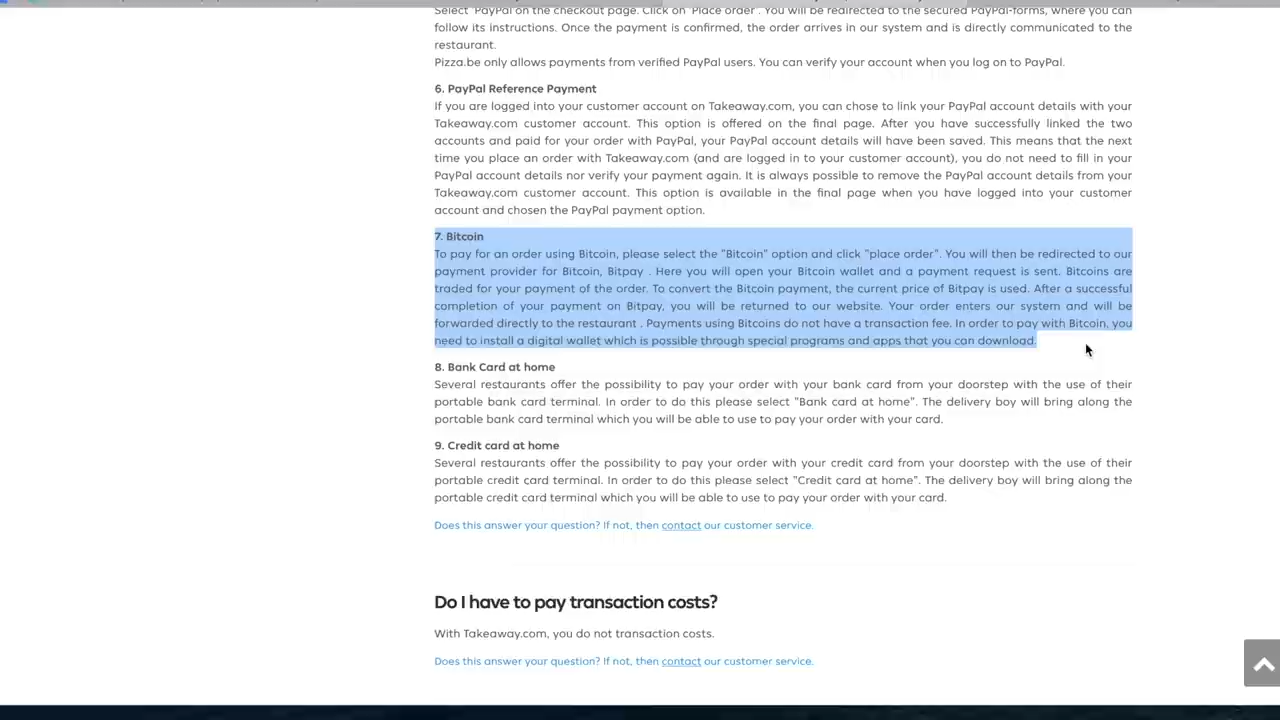 Select 'PayPal'on the checkout page. Click on 'Place order'. You will be redirected to the secured PayPal-forms, where you can
follow its instructions. Once the payment is confirmed, the order arrives in our system and is directly communicated to the
restaurant.
Pizza.be only allows payments from verified PayPal users. You can verify your account when you log on to PayPal.
6. PayPal Reference Payment
If you are logged into your customer account on Takeaway.com, you can chose to link your PayPal account details with your
Takeaway.com customer account. This option is offered on the final page. After you have successfully linked the two
accounts and paid for your order with PayPal, your PayPal account details will have been saved. This means that the next
time you place an order with Takeaway.com (and are logged in to your customer account), you do not need to fill in your
PayPal account details nor verify your payment again. It is always possible to remove the PayPal account details from your
Takeaway.com customer account. This option is available in the final page when you have logged into your customer
account and chosen the PayPal payment option.
7. Bitcoin
To pay for an order using Bitcoin, please select the "Bitcoin" option and click "place order". You will then be redirected to our
payment provider for Bitcoin, Bitpay . Here you will open your Bitcoin wallet and a payment request is sent. Bitcoins are
traded for your payment of the order. To convert the Bitcoin payment, the current price of Bitpay is used. After a successful
completion of your payment on Bitpay, you will be returned to our website. Your order enters our system and will be
forwarded directly to the restaurant . Payments using Bitcoins do not have a transaction fee. In order to pay with Bitcoin, you
need to install a digital wallet which is possible through special programs and apps that you can download.
8. Bank Card at home
Several restaurants offer the possibility to pay your order with your bank card from your doorstep with the use of their
portable bank card terminal. In order to do this please select "Bank card at home". The delivery boy will bring along the
portable bank card terminal which you will be able to use to pay your order with your card.
9. Credit card at home
Several restaurants offer the possibility to pay your order with your credit card from your doorstep with the use of their
portable credit card terminal. In order to do this please select "Credit card at home". The delivery boy will bring along the
portable credit card terminal which you will be able to use to pay your order with your card.
Does this answer your question? If not, then contact our customer service.
Do I have to pay transaction costs?
With Takeaway.com, you do not transaction costs.
Does this answer your question? If not, then contact our customer service.